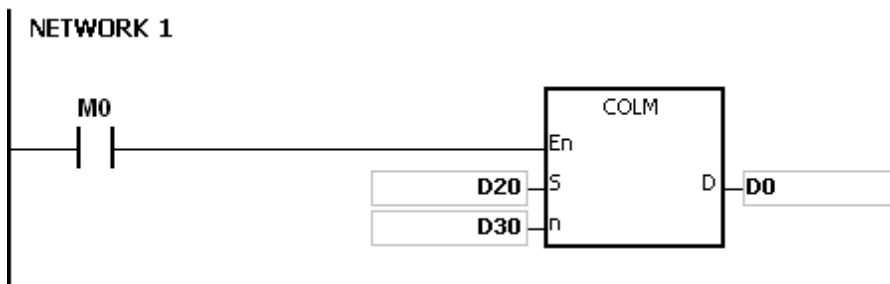 NETWORK 1
M0
COLM
En
D20 S D D0
D30 n